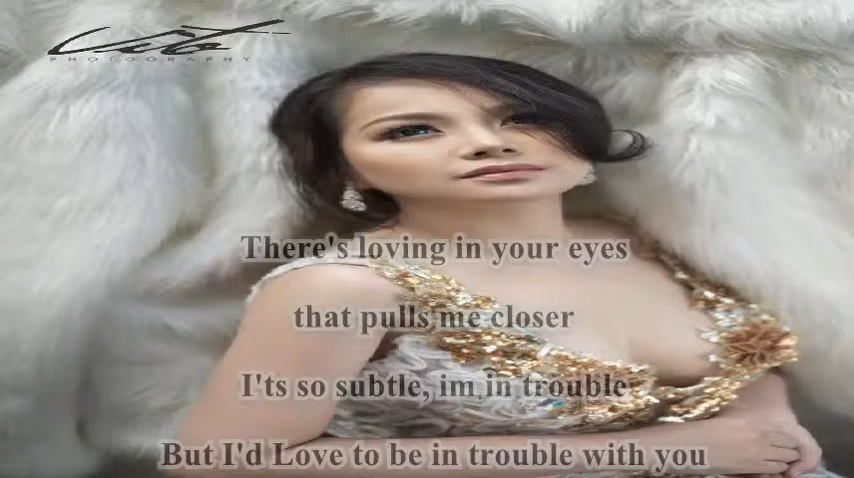 Vito
PHOTOGRAPHY
There's loving in your eyes
that pulls me closer
I'ts so subtle, im in trouble
But I'd Love to be in trouble with you